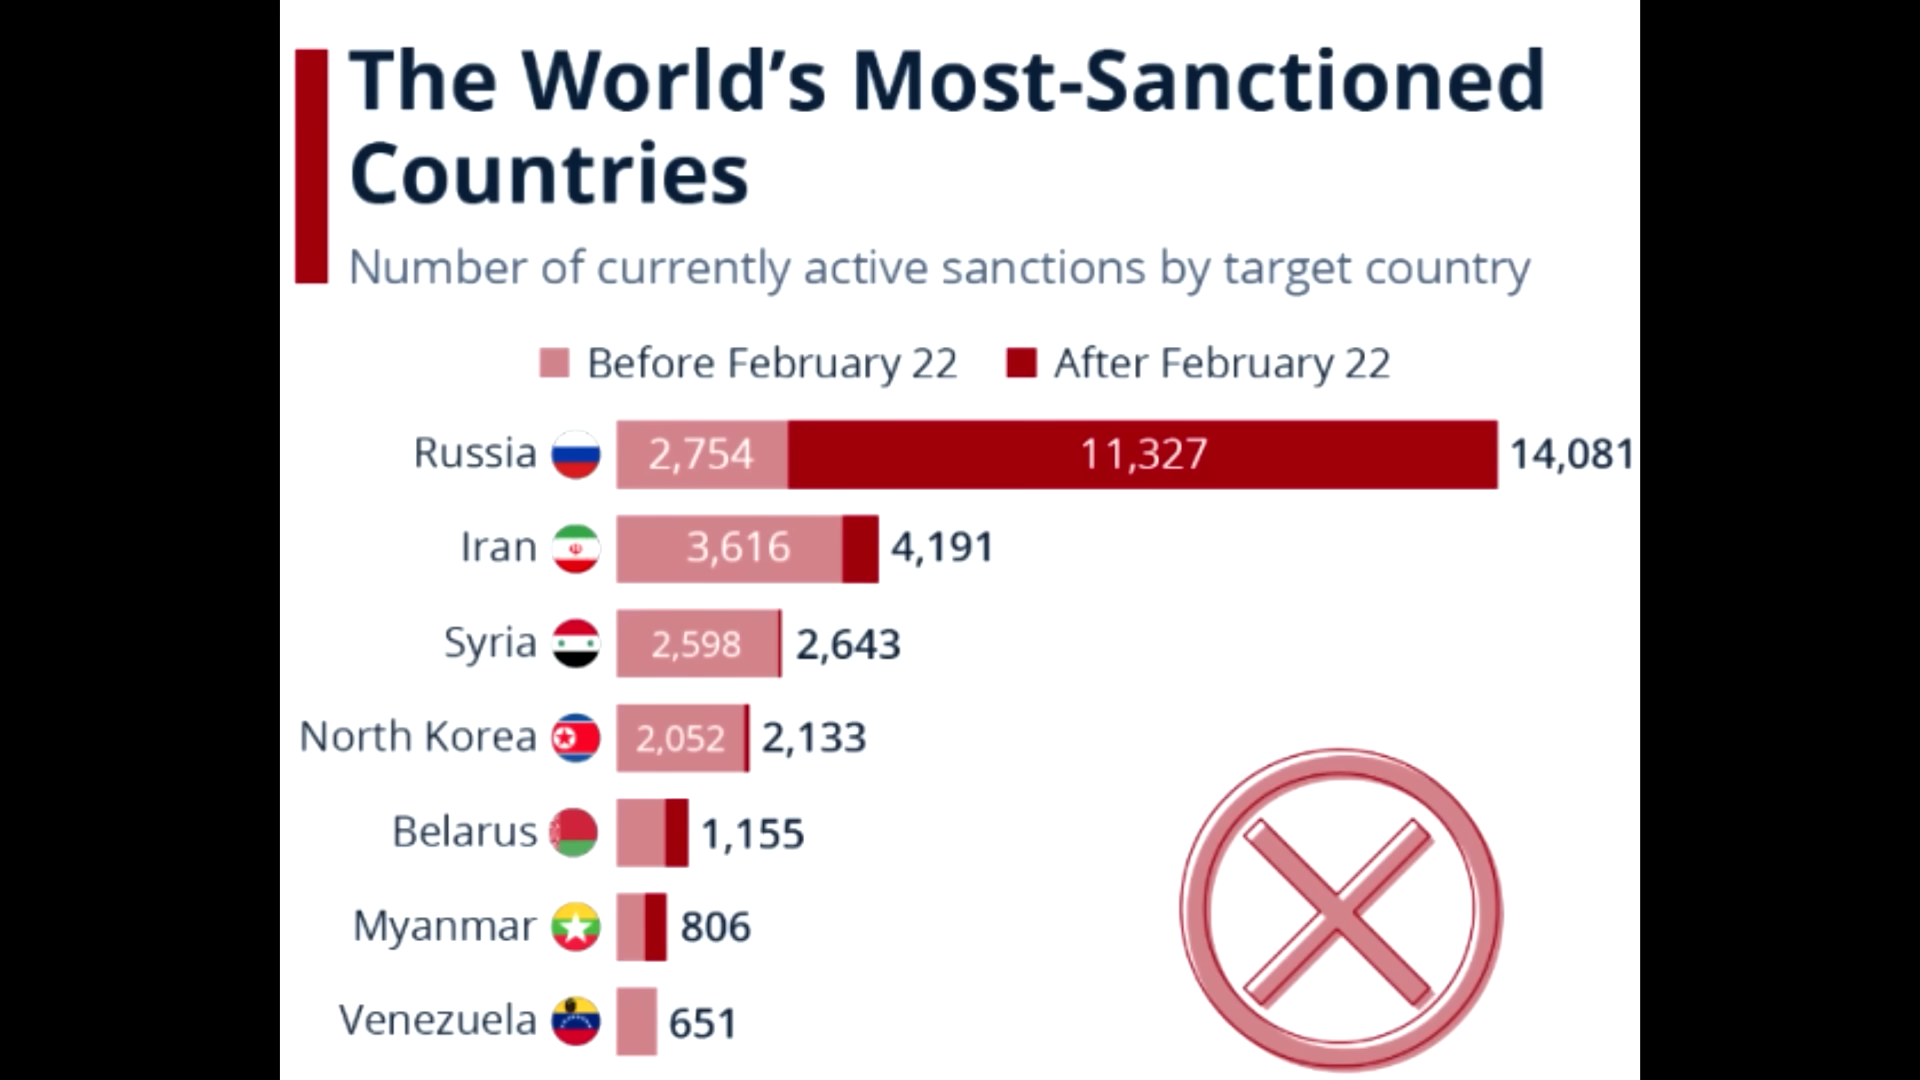 The World’s Most-Sanctioned
Countries
Number of currently active sanctions by target country
Before February 22 After February 22
Russia 2,754 11,327 14,081
Iran 3,616 4,191
Syria 2,598 2,643
North Korea 2,052 2,133
Belarus 1,155
Myanmar 806
Venezuela 651